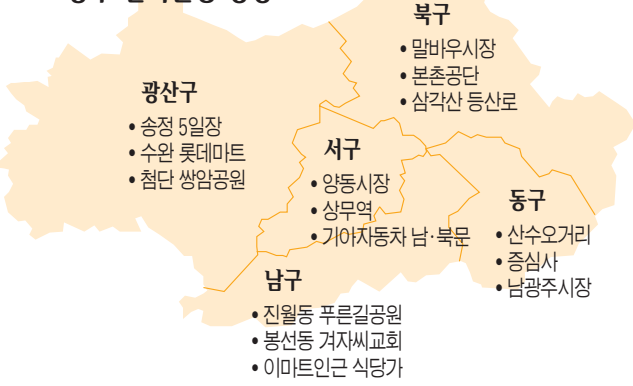 북구
• 말바우시장
• 본촌공단
• 삼각산 등산로
광산구
• 송정 5일장
• 수완 롯데마트
• 첨단 쌍암공원
서구
• 양동시장
• 상무역
• 기아자동차 남·북문
동구
• 산수오거리
• 증심사
• 남광주시장
남구
• 진월동 푸른길공원
• 봉선동 겨자씨교회
• 이마트인근 식당가